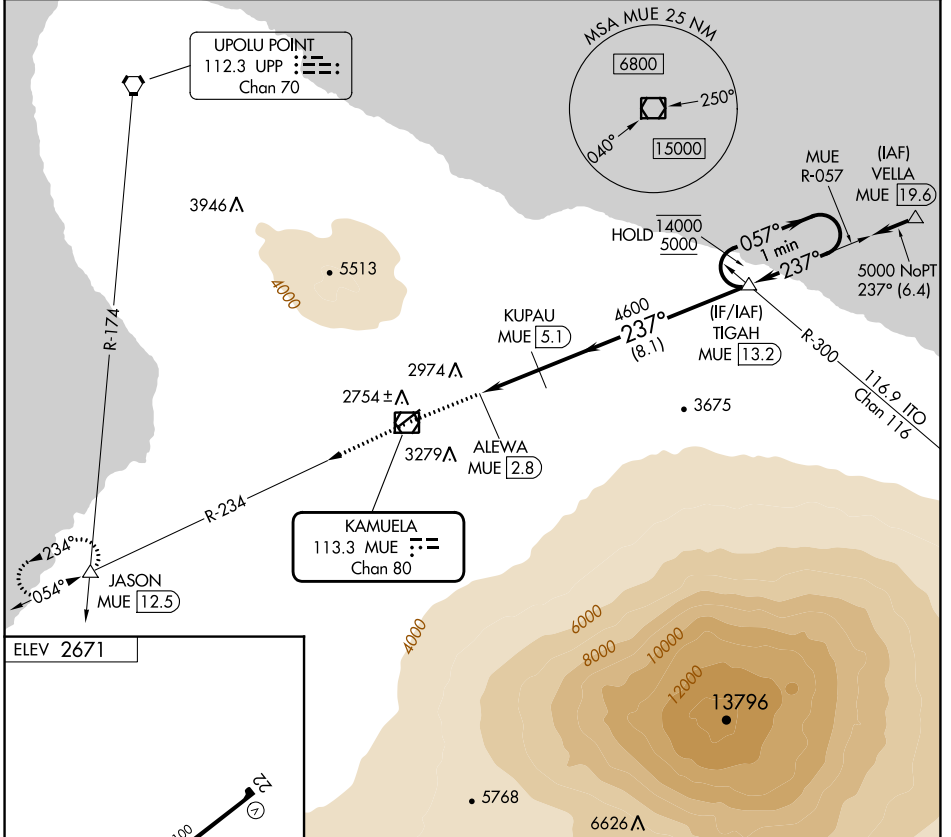 MSA MUE 25 NM
6800
250°
040°
15000
UPOLU POINT
112.3 UPP
Chan 70
MUE
R-057
(IAF)
VELLA
MUE 19.6
3946
HOLD
14000
5000
057°
1 min
237°
5000 NoPT
237° (6.4)
5513
4000
R-174
KUPAU
MUE 5.1
4600
237°
(8.1)
(IF/IAF)
TIGAH
MUE 13.2
R-300
116.9 ITO
Chan 116
2974
2754 ±
3675
3279
ALEWA
MUE 2.8
R-234
KAMUELA
113.3 MUE
Chan 80
234°
054°
JASON
MUE 12.5
4000
6000
8000
10000
12000
13796
ELEV 2671
22
V
100
5768
6626